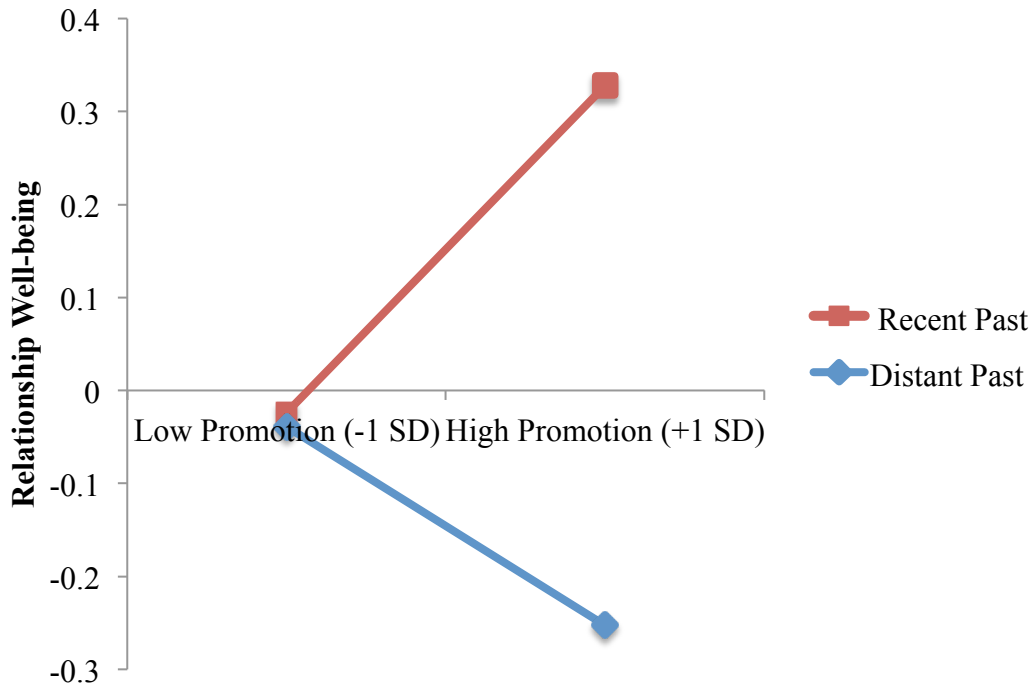 0.4
0.3
0.2
0.1
0
-0.1
-0.2
-0.3
Relationship Well-being
Low Promotion (-1 SD)
High Promotion (+1 SD)
Recent Past
Distant Past